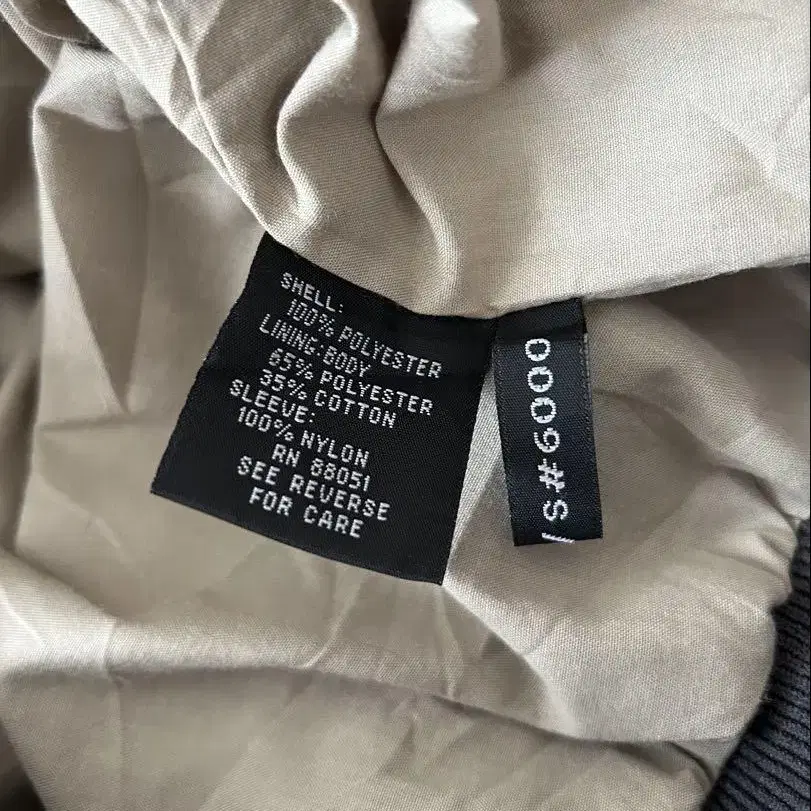 SHELL:
100% POLYESTER
LINING:BODY
65% POLYESTER
35% COTTON
SLEEVE:
100% NYLON
RN 88051
SEE REVERSE
FOR CARE
S#6000